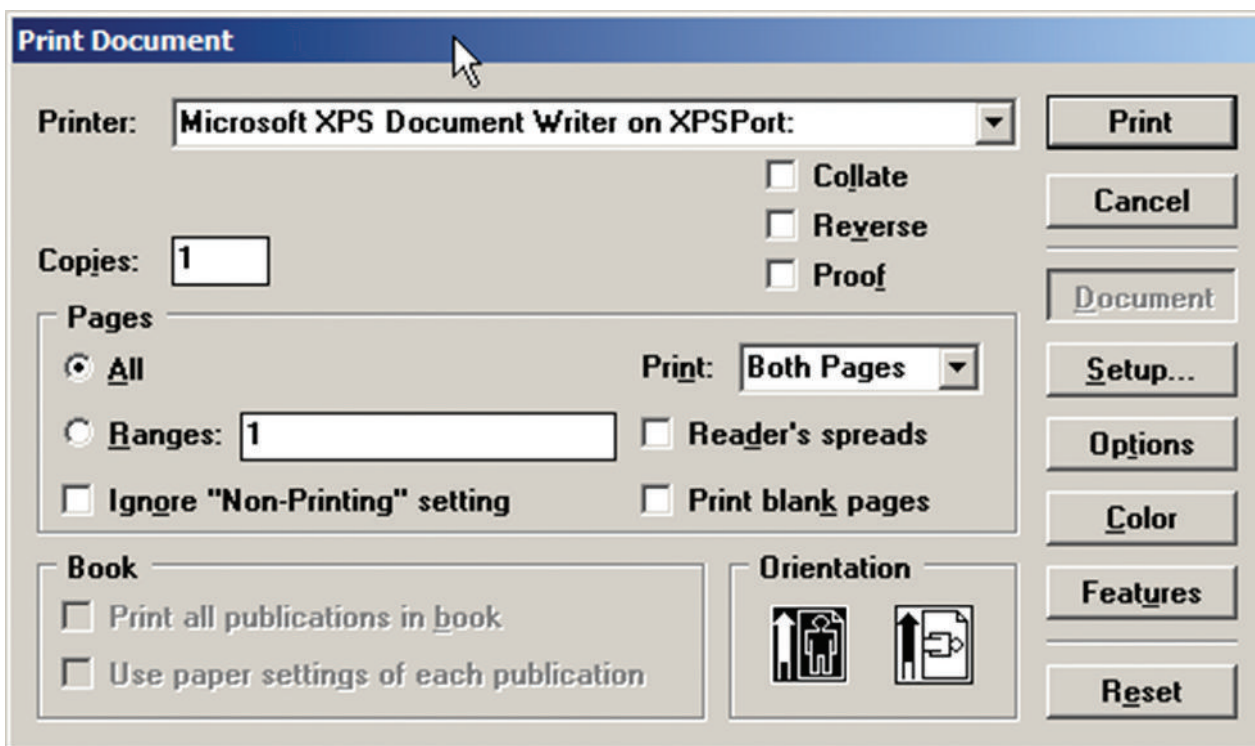 Print Document
Printer: Microsoft XPS Document Writer on XPSPort: Print
Collate
Cancel
Reverse
Copies: 1
Proof
Document
Pages
All Print: Both Pages Setup...
Ranges: 1 Reader's spreads Options
Ignore "Non-Printing" setting Print blank pages
Color
Book Orientation
Features
Print all publications in book
Use paper settings of each publication
Reset